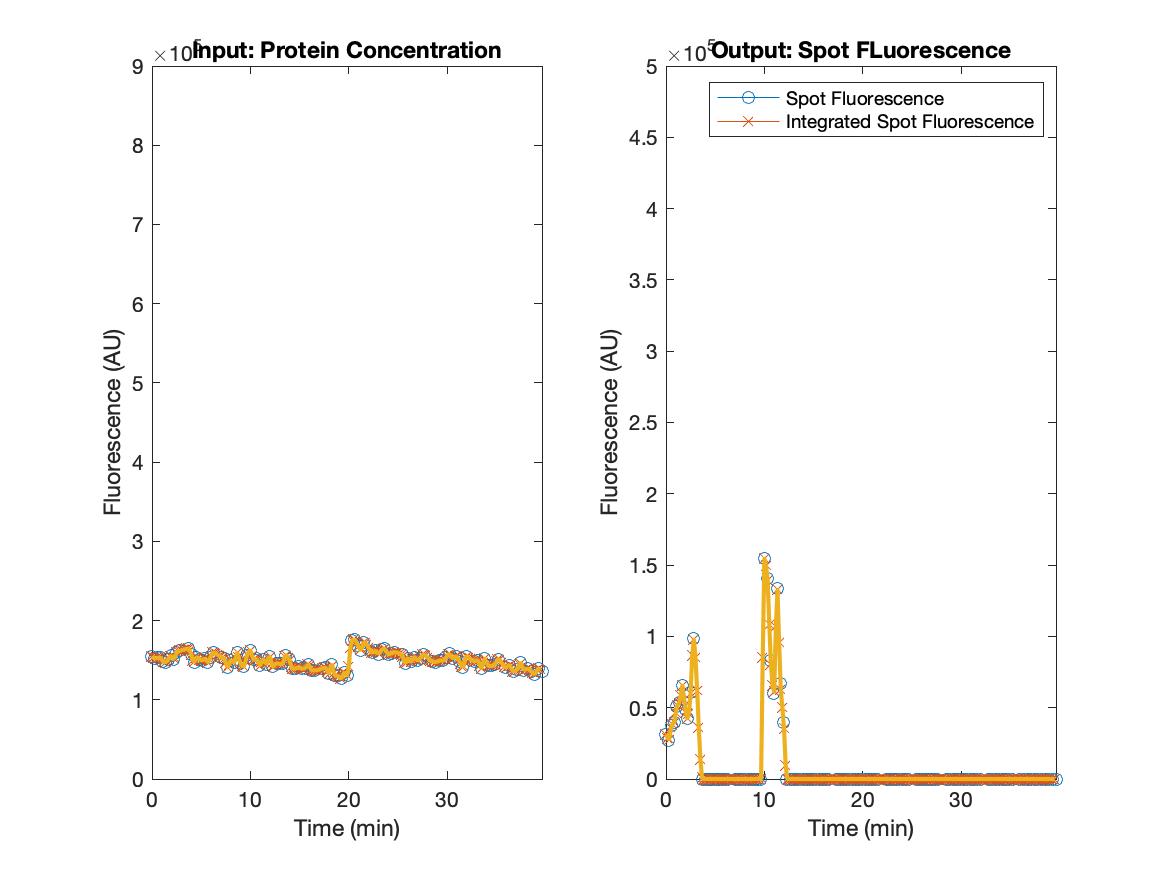 ×10⁵
Input: Protein Concentration
9
8
7
6
5
4
3
2
1
0
Fluorescence (AU)
0 10 20 30
Time (min)
×10⁵
Output: Spot FLuorescence
5
4.5
4
3.5
3
2.5
2
1.5
1
0.5
0
Fluorescence (AU)
0 10 20 30
Time (min)
Spot Fluorescence
Integrated Spot Fluorescence